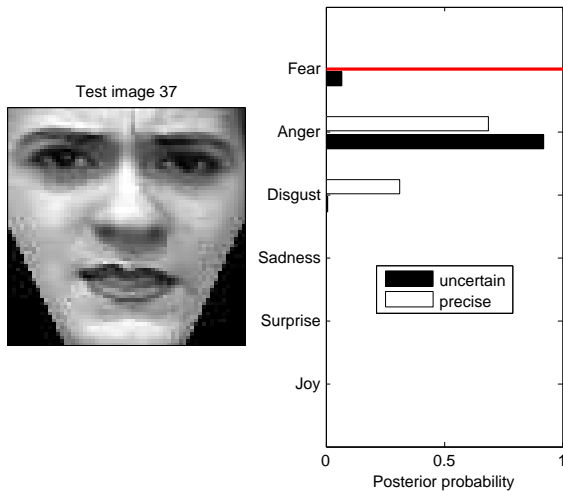 Test image 37
Fear
Anger
Disgust
Sadness
Surprise
Joy
uncertain
precise
0
0.5
1
Posterior probability